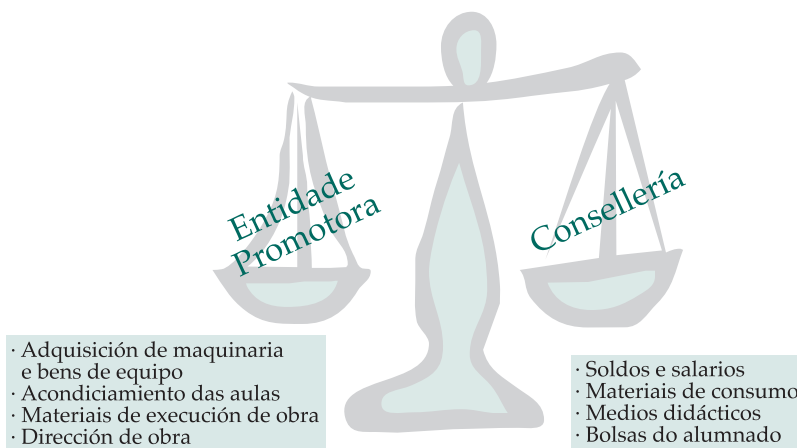 Entidade
Promotora
Consellería
· Adquisición de maquinaria
e bens de equipo
· Acondiciamento das aulas
· Materiais de execución de obra
· Dirección de obra
· Soldos e salarios
· Materiais de consumo
· Medios didácticos
· Bolsas do alumnado